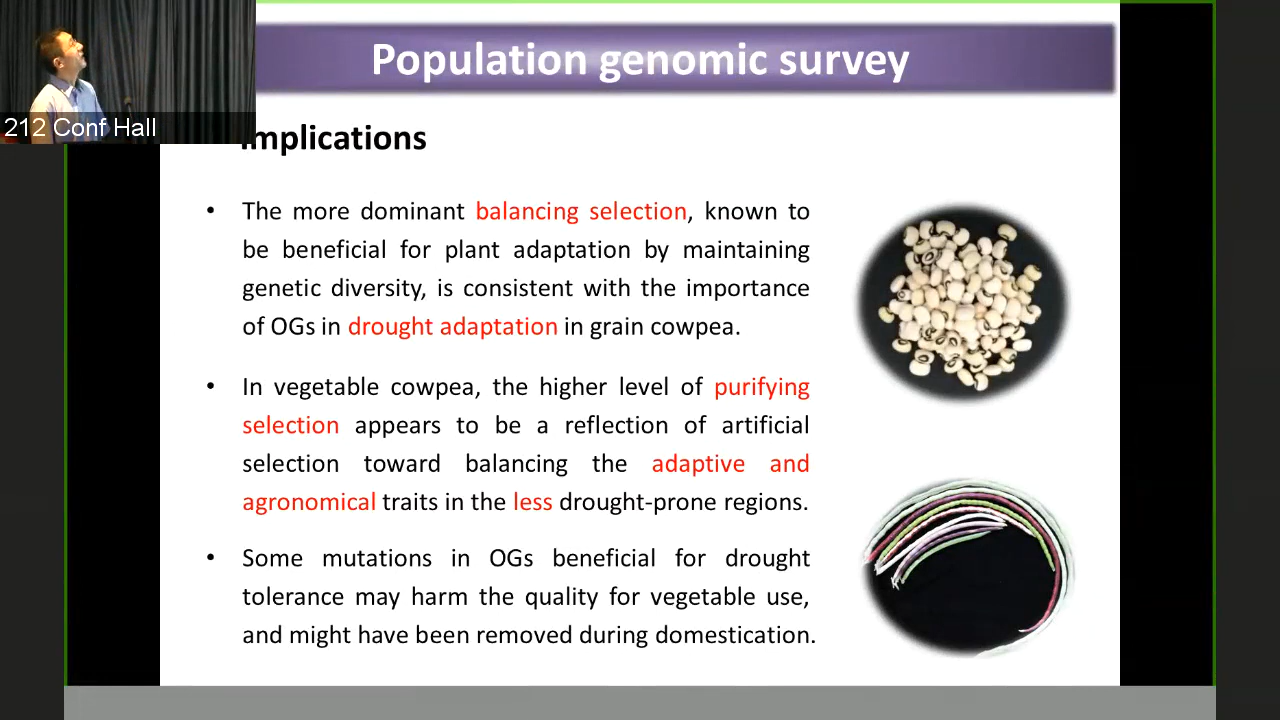 Population genomic survey
212 Conf Hall
Implications
• The more dominant balancing selection, known to
be beneficial for plant adaptation by maintaining
genetic diversity, is consistent with the importance
of OGs in drought adaptation in grain cowpea.
• In vegetable cowpea, the higher level of purifying
selection appears to be a reflection of artificial
selection toward balancing the adaptive and
agronomical traits in the less drought-prone regions.
• Some mutations in OGs beneficial for drought
tolerance may harm the quality for vegetable use,
and might have been removed during domestication.